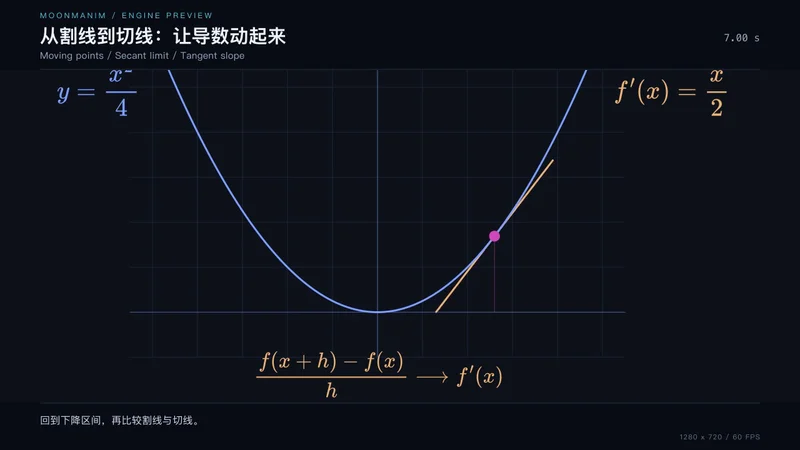 MOONMANIM / ENGINE PREVIEW
从割线到切线：让导数动起来
7.00 s
Moving points / Secant limit / Tangent slope
y = x²/4
f′(x) = x/2
(f(x + h) − f(x))/h ⟶ f′(x)
回到下降区间，再比较割线与切线。
1280 x 720 / 60 FPS